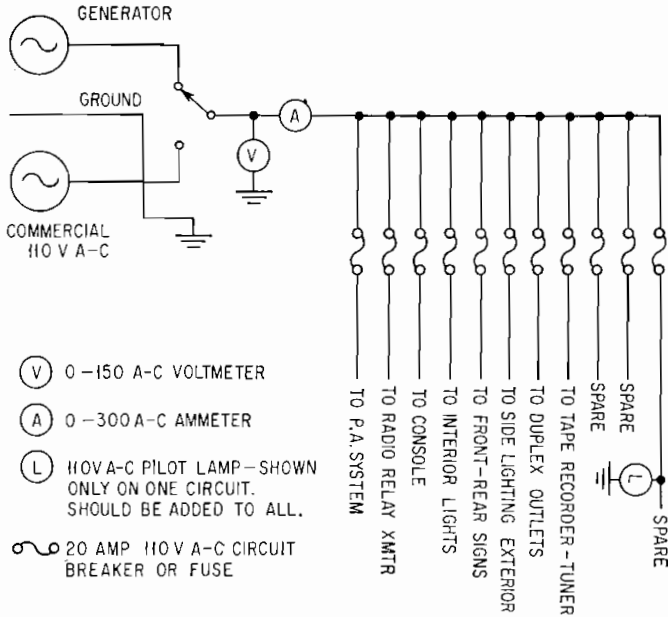 GENERATOR
GROUND
COMMERCIAL
110 V A-C
A
V
V 0-150 A-C VOLTMETER
A 0-300 A-C AMMETER
L 110V A-C PILOT LAMP-SHOWN
ONLY ON ONE CIRCUIT.
SHOULD BE ADDED TO ALL.
20 AMP 110 V A-C CIRCUIT
BREAKER OR FUSE
TO P.A. SYSTEM
TO RADIO RELAY XMTR
TO CONSOLE
TO INTERIOR LIGHTS
TO FRONT-REAR SIGNS
TO SIDE LIGHTING EXTERIOR
TO DUPLEX OUTLETS
TO TAPE RECORDER-TUNER
SPARE
SPARE
L
SPARE